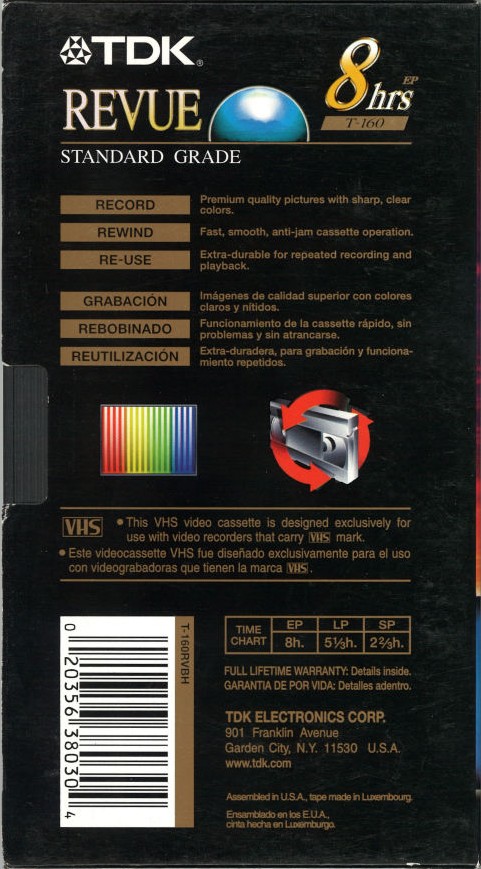 TDK®
8 hrs EP
REVUE
T-160
STANDARD GRADE
RECORD
Premium quality pictures with sharp, clear
colors.
REWIND
Fast, smooth, anti-jam cassette operation.
RE-USE
Extra-durable for repeated recording and
playback.
GRABACIÓN
Imágenes de calidad superior con colores
claros y nítidos.
REBOBINADO
Funcionamiento de la cassette rápido, sin
problemas y sin atrancarse.
REUTILIZACIÓN
Extra-duradera, para grabación y funciona-
miento repetidos.
VHS
• This VHS video cassette is designed exclusively for
use with video recorders that carry VHS mark.
• Este videocassette VHS fue diseñado exclusivamente para el uso
con videograbadoras que tienen la marca VHS.
T-160RVBH
0 20356 38030 4
TIME CHART EP LP SP
8h. 5⅓h. 2⅔h.
FULL LIFETIME WARRANTY: Details inside.
GARANTIA DE POR VIDA: Detalles adentro.
TDK ELECTRONICS CORP.
901 Franklin Avenue
Garden City, N.Y. 11530 U.S.A.
www.tdk.com
Assembled in U.S.A., tape made in Luxembourg.
Ensamblado en los E.U.A.,
cinta hecha en Luxemburgo.